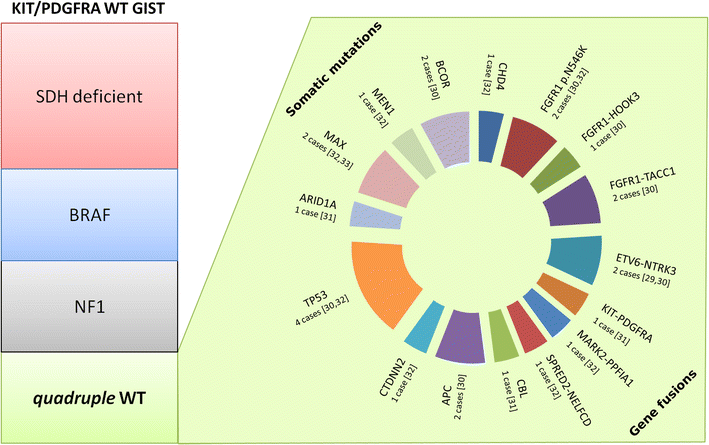 KIT/PDGFRA WT GIST
SDH deficient
BRAF
NF1
quadruple WT
Somatic mutations
Gene fusions
CHD4
1 case [32]
FGFR1 p.N546K
2 cases [30,32]
FGFR1-HOOK3
1 case [30]
FGFR1-TACC1
2 cases [30]
ETV6-NTRK3
2 cases [29,30]
KIT-PDGFRA
1 case [31]
MARK2-PPFIA1
1 case [32]
SPRED2-NELFCD
1 case [32]
CBL
1 case [31]
APC
2 cases [30]
CTDNN2
1 case [32]
TP53
4 cases [30,32]
ARID1A
1 case [31]
MAX
2 cases [32,33]
MEN1
1 case [32]
BCOR
2 cases [30]